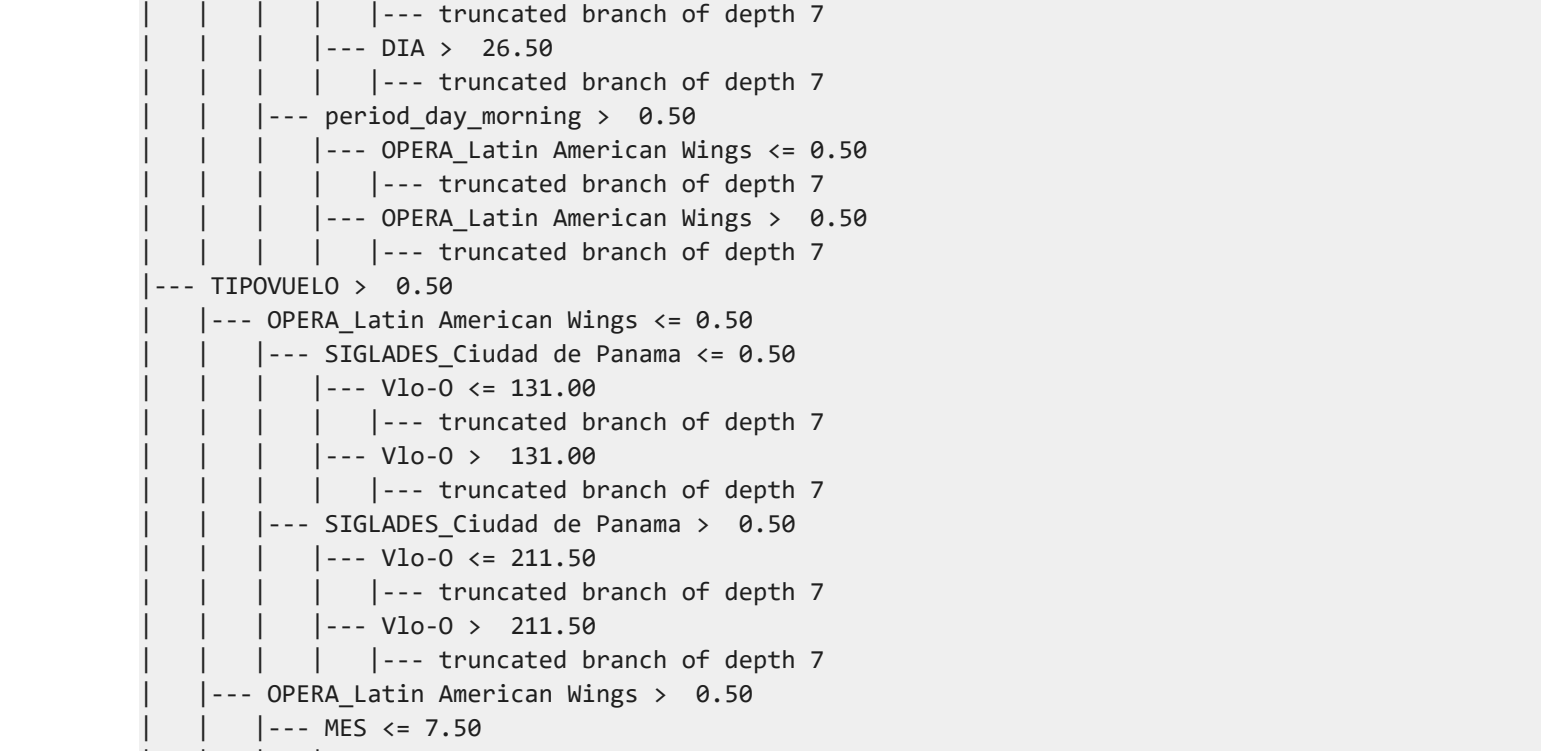 |   |   |   |   |--- truncated branch of depth 7
|   |   |   |--- DIA >  26.50
|   |   |   |   |--- truncated branch of depth 7
|   |   |--- period_day_morning >  0.50
|   |   |   |--- OPERA_Latin American Wings <= 0.50
|   |   |   |   |--- truncated branch of depth 7
|   |   |   |--- OPERA_Latin American Wings >  0.50
|   |   |   |   |--- truncated branch of depth 7
|--- TIPOVUELO >  0.50
|   |--- OPERA_Latin American Wings <= 0.50
|   |   |--- SIGLADES_Ciudad de Panama <= 0.50
|   |   |   |--- Vlo-O <= 131.00
|   |   |   |   |--- truncated branch of depth 7
|   |   |   |--- Vlo-O >  131.00
|   |   |   |   |--- truncated branch of depth 7
|   |   |--- SIGLADES_Ciudad de Panama >  0.50
|   |   |   |--- Vlo-O <= 211.50
|   |   |   |   |--- truncated branch of depth 7
|   |   |   |--- Vlo-O >  211.50
|   |   |   |   |--- truncated branch of depth 7
|   |--- OPERA_Latin American Wings >  0.50
|   |   |--- MES <= 7.50